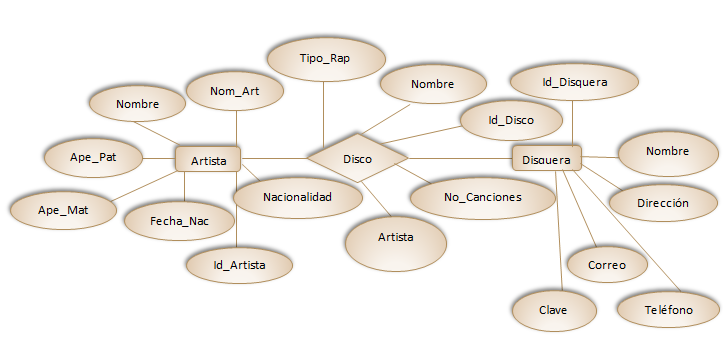 Tipo_Rap
Nombre
Id_Disquera
Nom_Art
Nombre
Id_Disco
Ape_Pat
Artista
Disco
Disquera
Nombre
Nacionalidad
No_Canciones
Dirección
Ape_Mat
Fecha_Nac
Artista
Id_Artista
Correo
Clave
Teléfono